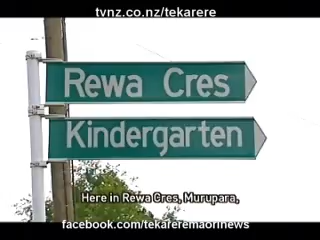 tvnz.co.nz/tekarere
Rewa Cres
Kindergarten
Here in Rewa Cres, Murupara,
facebook.com/tekareremaorinews